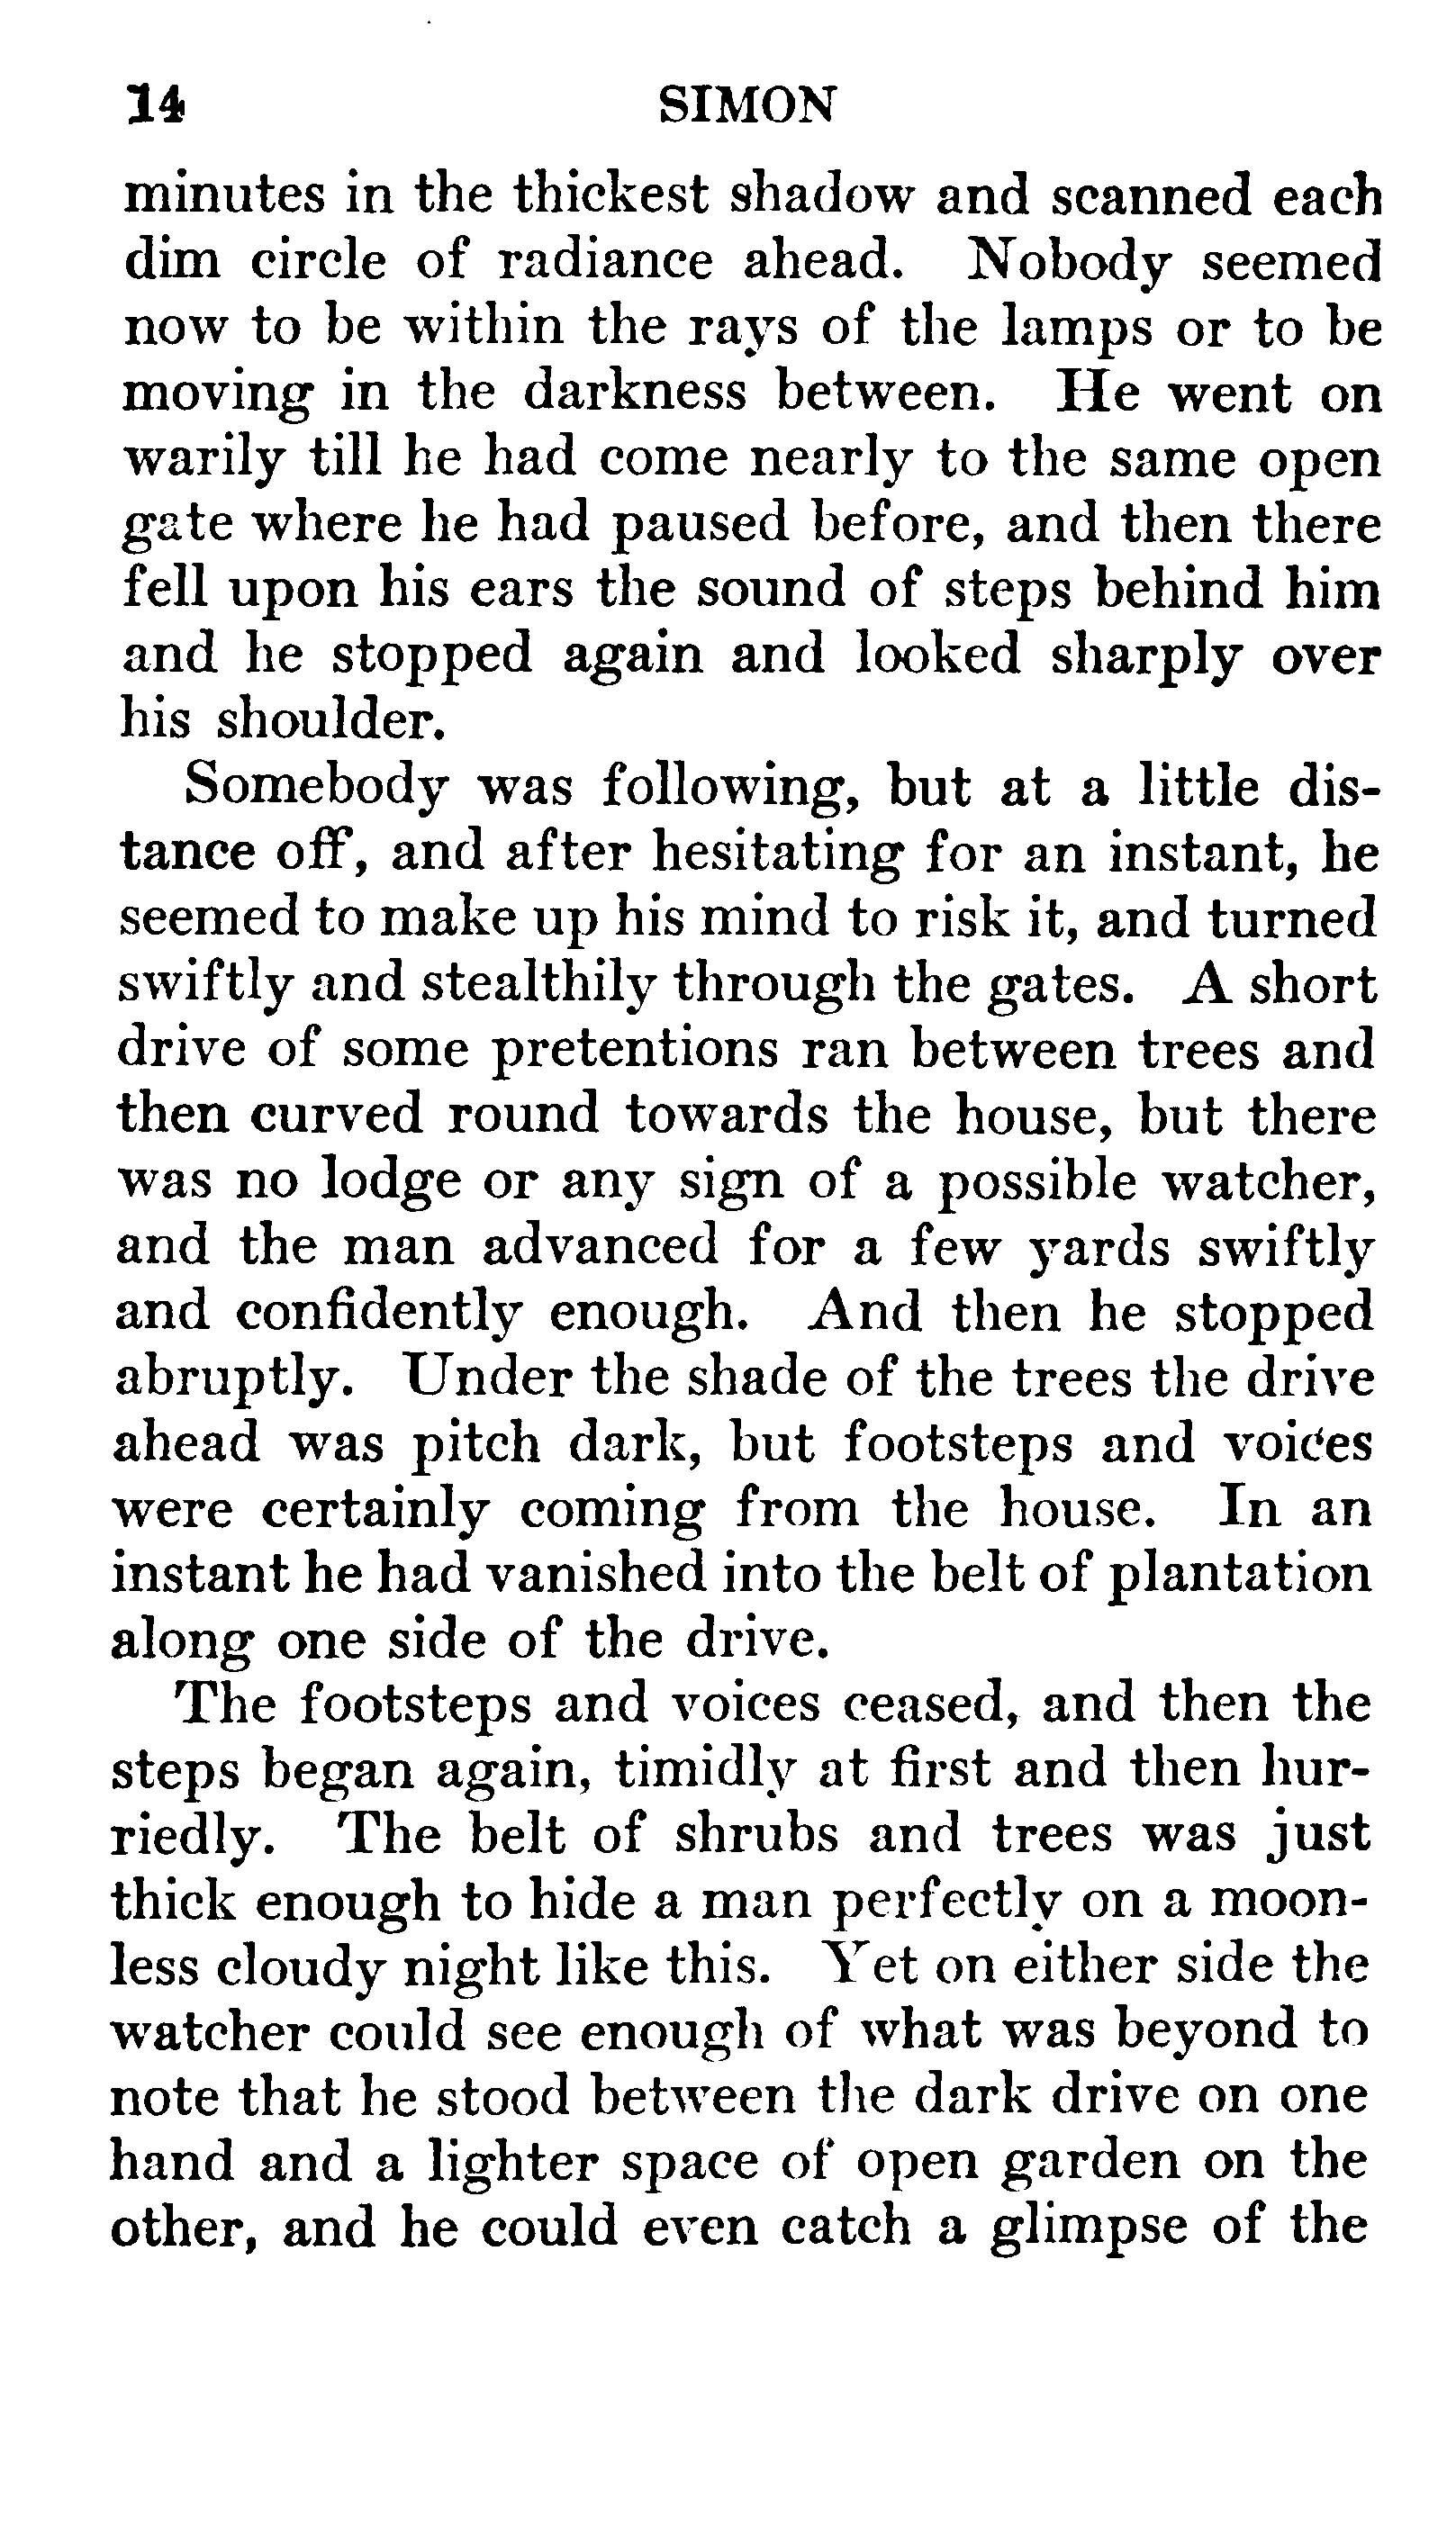 14 SIMON
minutes in the thickest shadow and scanned each
dim circle of radiance ahead. Nobody seemed
now to be within the rays of the lamps or to be
moving in the darkness between. He went on
warily till he had come nearly to the same open
gate where he had paused before, and then there
fell upon his ears the sound of steps behind him
and he stopped again and looked sharply over
his shoulder.
Somebody was following, but at a little dis-
tance off, and after hesitating for an instant, he
seemed to make up his mind to risk it, and turned
swiftly and stealthily through the gates. A short
drive of some pretentions ran between trees and
then curved round towards the house, but there
was no lodge or any sign of a possible watcher,
and the man advanced for a few yards swiftly
and confidently enough. And then he stopped
abruptly. Under the shade of the trees the drive
ahead was pitch dark, but footsteps and voices
were certainly coming from the house. In an
instant he had vanished into the belt of plantation
along one side of the drive.
The footsteps and voices ceased, and then the
steps began again, timidly at first and then hur-
riedly. The belt of shrubs and trees was just
thick enough to hide a man perfectly on a moon-
less cloudy night like this. Yet on either side the
watcher could see enough of what was beyond to
note that he stood between the dark drive on one
hand and a lighter space of open garden on the
other, and he could even catch a glimpse of the